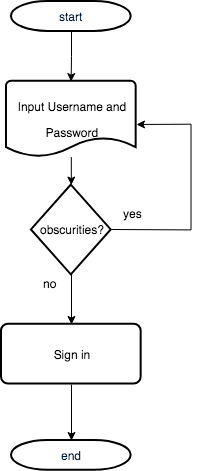 start
Input Username and
Password
obscurities?
yes
no
Sign in
end